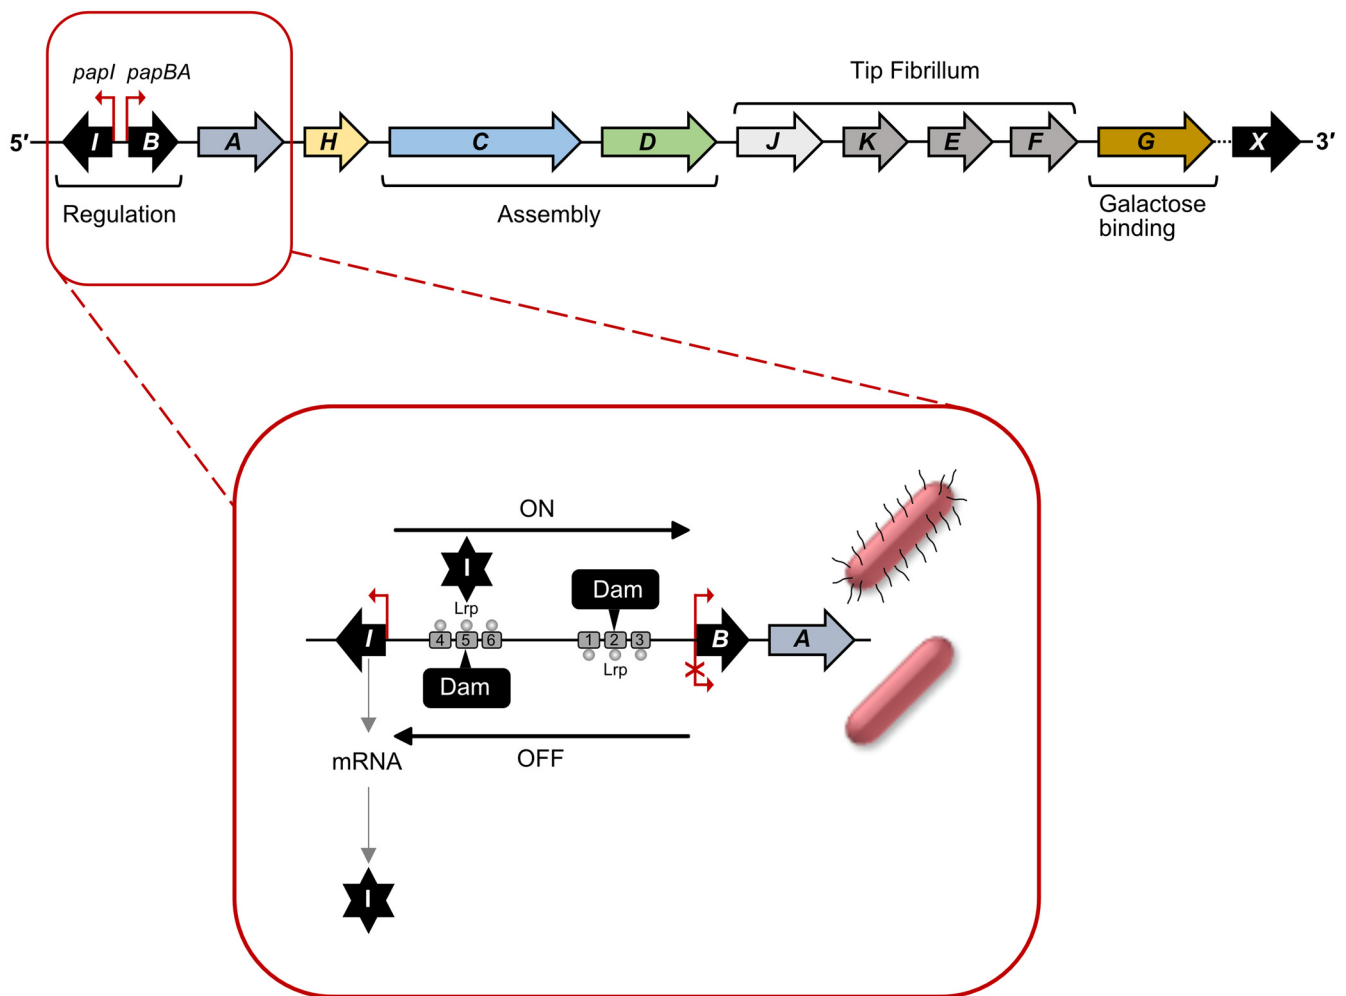 papI papBA
Tip Fibrillum
5′ I B A H C D J K E F G X 3′
Regulation
Assembly
Galactose
binding
ON
I
Dam
Lrp
I 4 5 6 1 2 3 B A
Lrp
Dam
OFF
mRNA
I